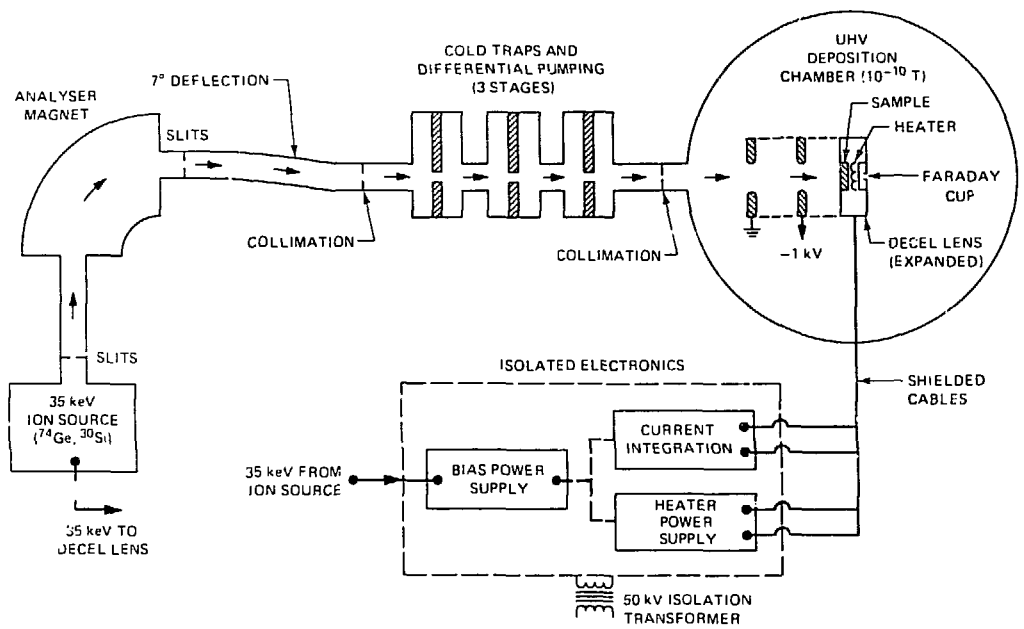 COLD TRAPS AND
DIFFERENTIAL PUMPING
(3 STAGES)
UHV
DEPOSITION
CHAMBER (10⁻¹⁰ T)
SAMPLE
HEATER
FARADAY
CUP
DECEL LENS
(EXPANDED)
-1 kV
7° DEFLECTION
ANALYSER
MAGNET
SLITS
COLLIMATION
COLLIMATION
SLITS
35 keV
ION SOURCE
(⁷⁴Ge, ³⁰Si)
35 keV TO
DECEL LENS
ISOLATED ELECTRONICS
SHIELDED
CABLES
35 keV FROM
ION SOURCE
BIAS POWER
SUPPLY
CURRENT
INTEGRATION
HEATER
POWER
SUPPLY
50 kV ISOLATION
TRANSFORMER